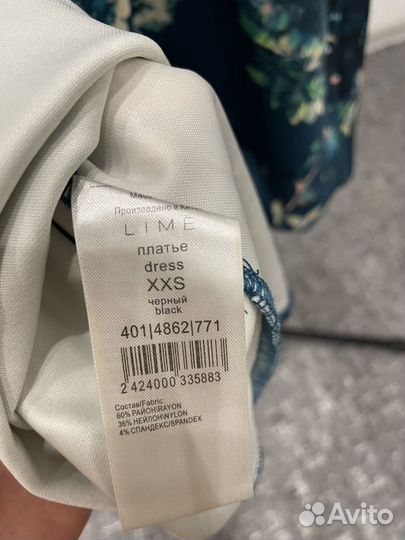 Made
Произведено в
LIME
платье
dress
XXS
черный
black
401|4862|771
2 424000 335883
Состав/Fabric:
60% РАЙОН\RAYON
36% НЕЙЛОН\NYLON
4% СПАНДЕКС/SPANDEX
Avito